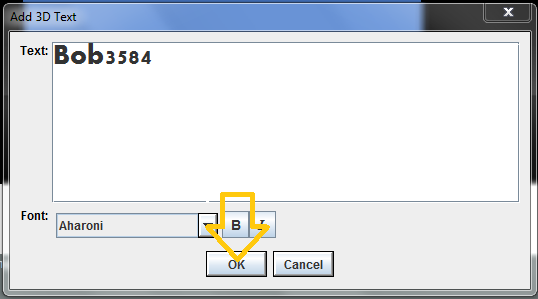 Add 3D Text
Text: Bob3584
Font: Aharoni B
OK Cancel